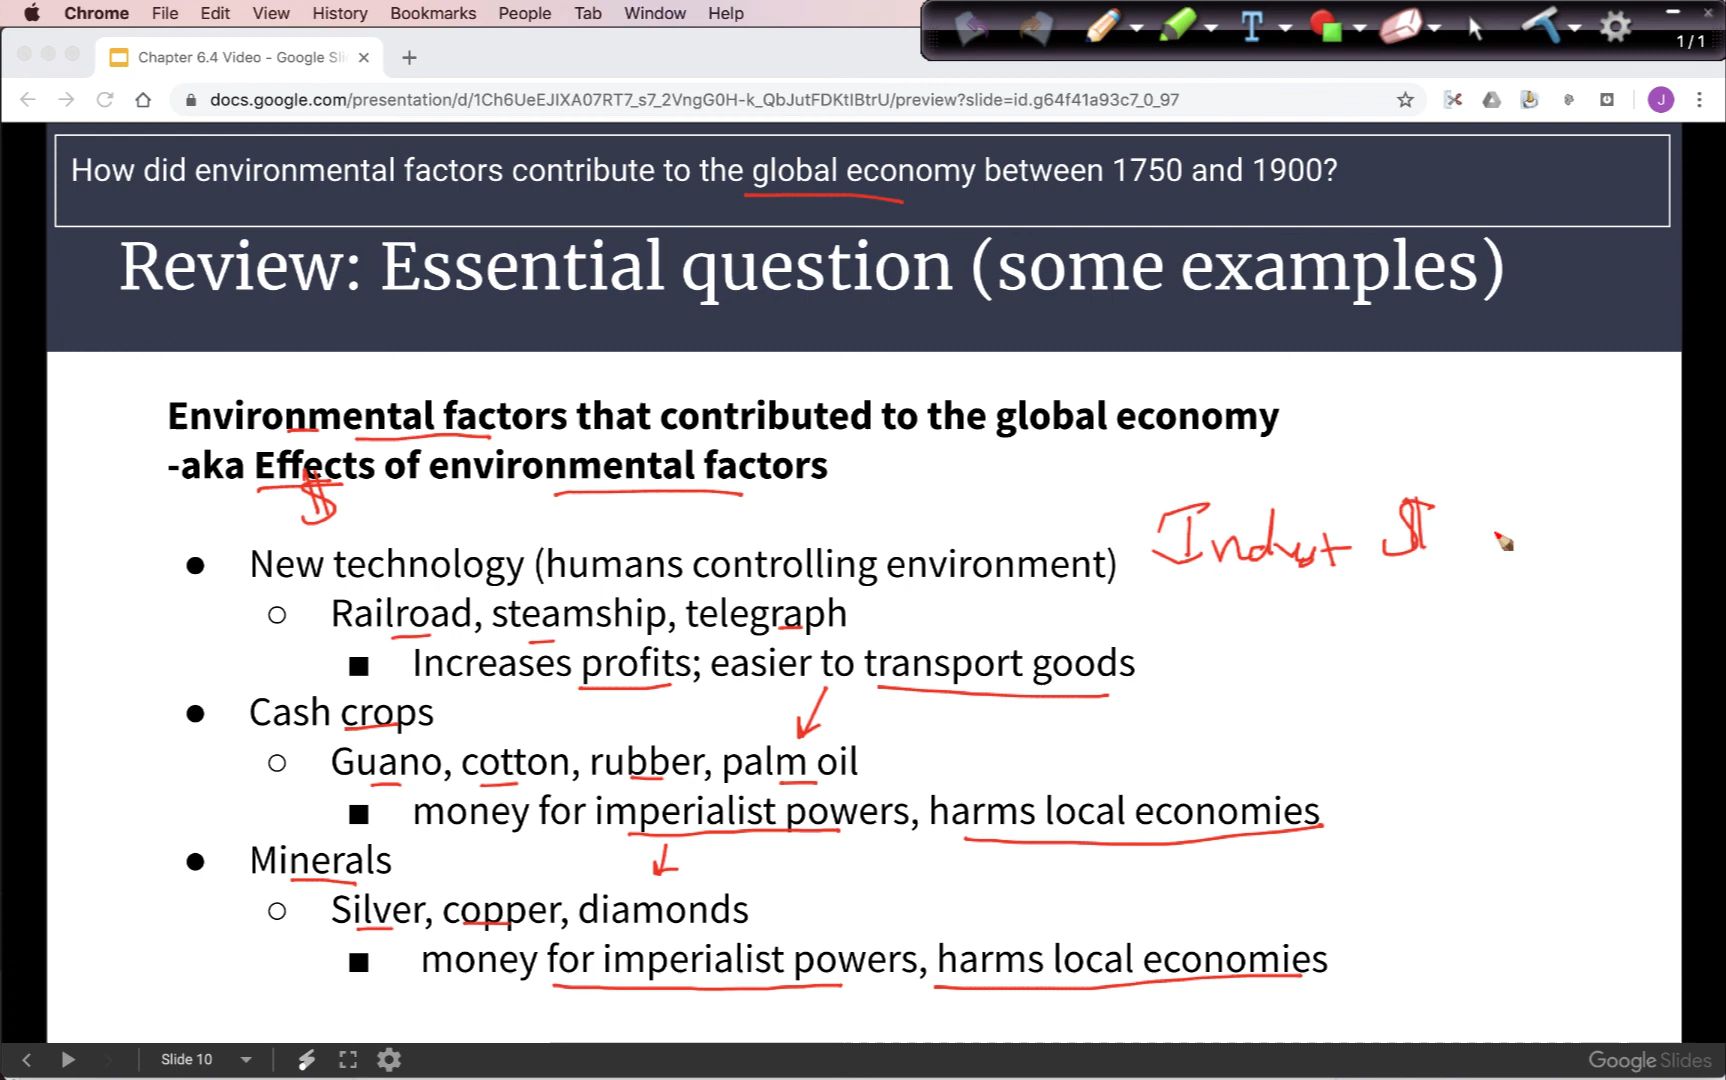 Chrome File Edit View History Bookmarks People Tab Window Help
1/1
Chapter 6.4 Video - Google Sli
docs.google.com/presentation/d/1Ch6UeEJIXA07RT7_s7_2VngG0H-k_QbJutFDKtIBtrU/preview?slide=id.g64f41a93c7_0_97
J
How did environmental factors contribute to the global economy between 1750 and 1900?
Review: Essential question (some examples)
Environmental factors that contributed to the global economy
-aka Effects of environmental factors
$
Indust $
● New technology (humans controlling environment)
○ Railroad, steamship, telegraph
■ Increases profits; easier to transport goods
● Cash crops
○ Guano, cotton, rubber, palm oil
■ money for imperialist powers, harms local economies
● Minerals
○ Silver, copper, diamonds
■ money for imperialist powers, harms local economies
Slide 10
Google Slides